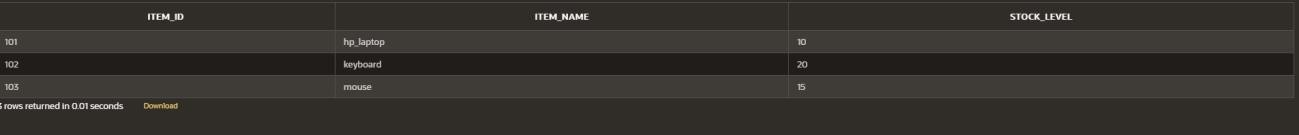 ITEM_ID ITEM_NAME STOCK_LEVEL
101 hp_laptop 10
102 keyboard 20
103 mouse 15
3 rows returned in 0.01 seconds Download